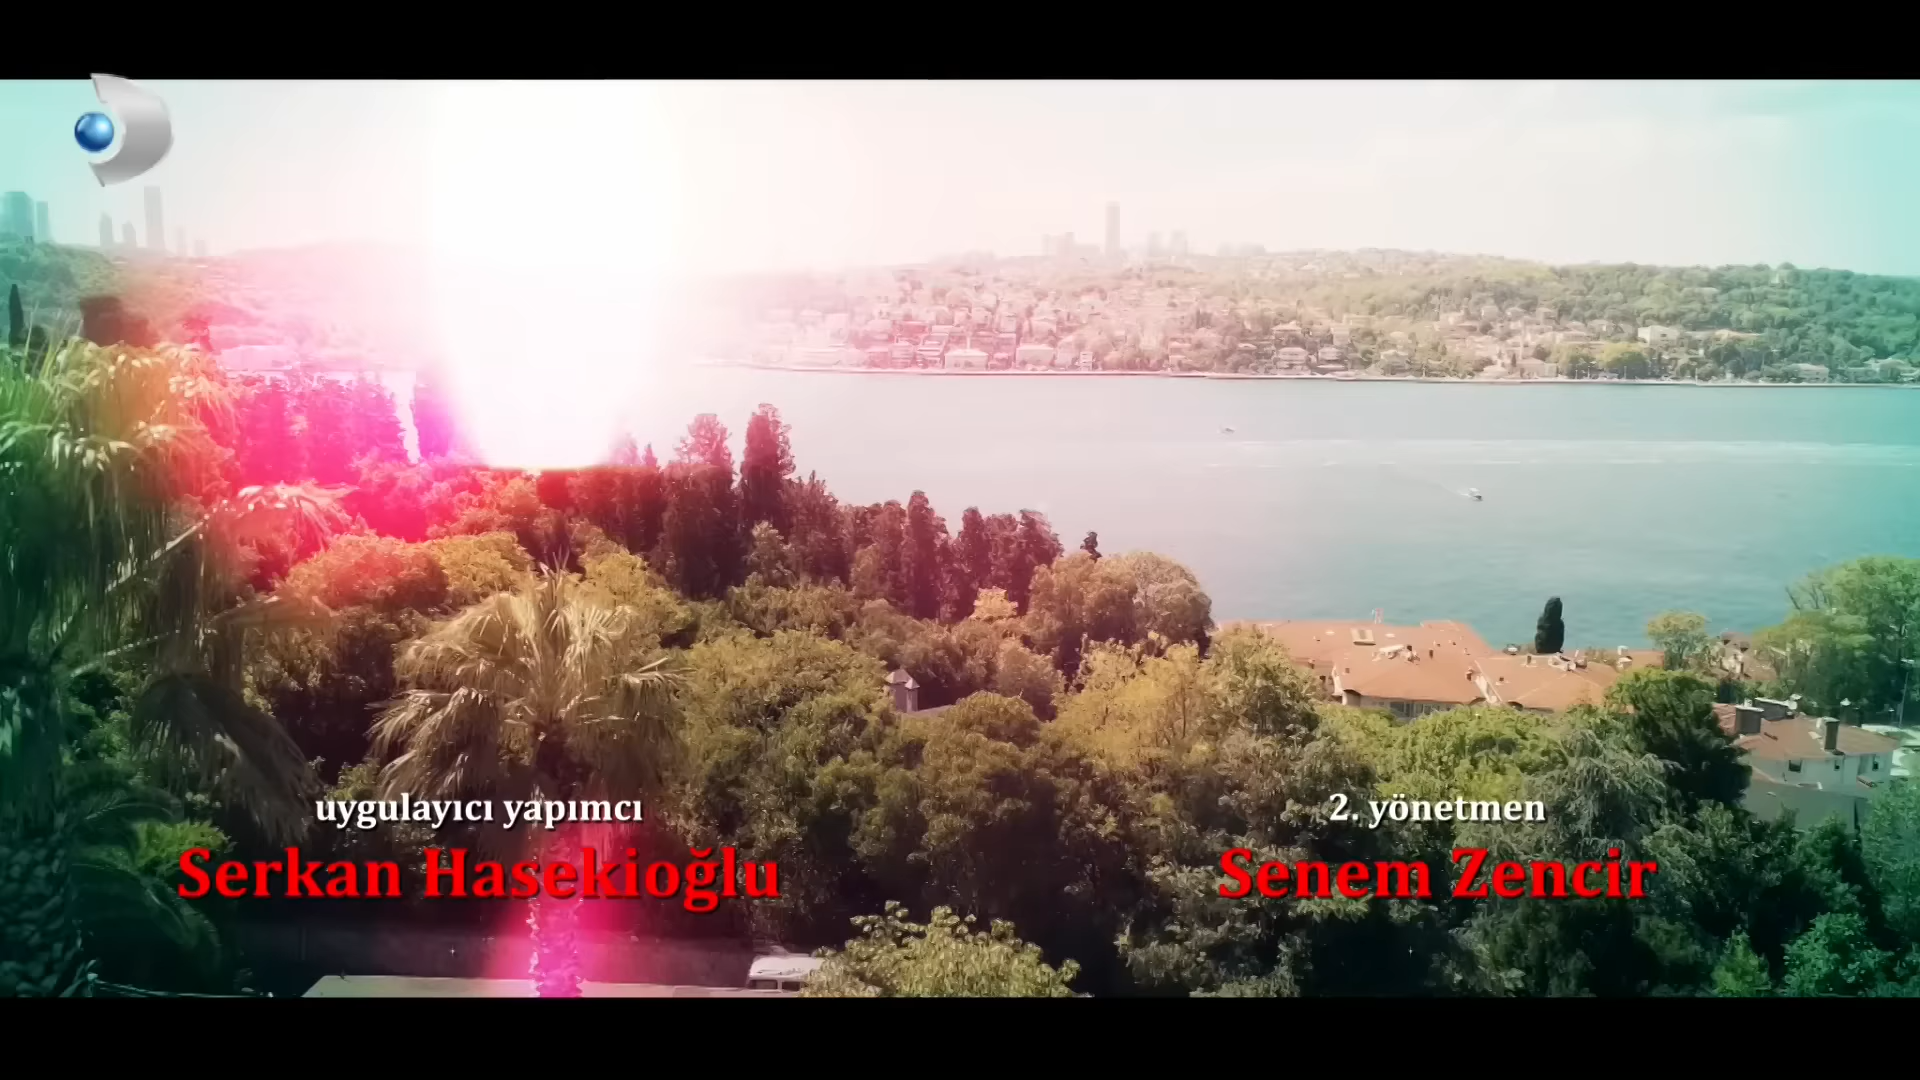 uygulayıcı yapımcı
Serkan Hasekioğlu
2. yönetmen
Senem Zencir